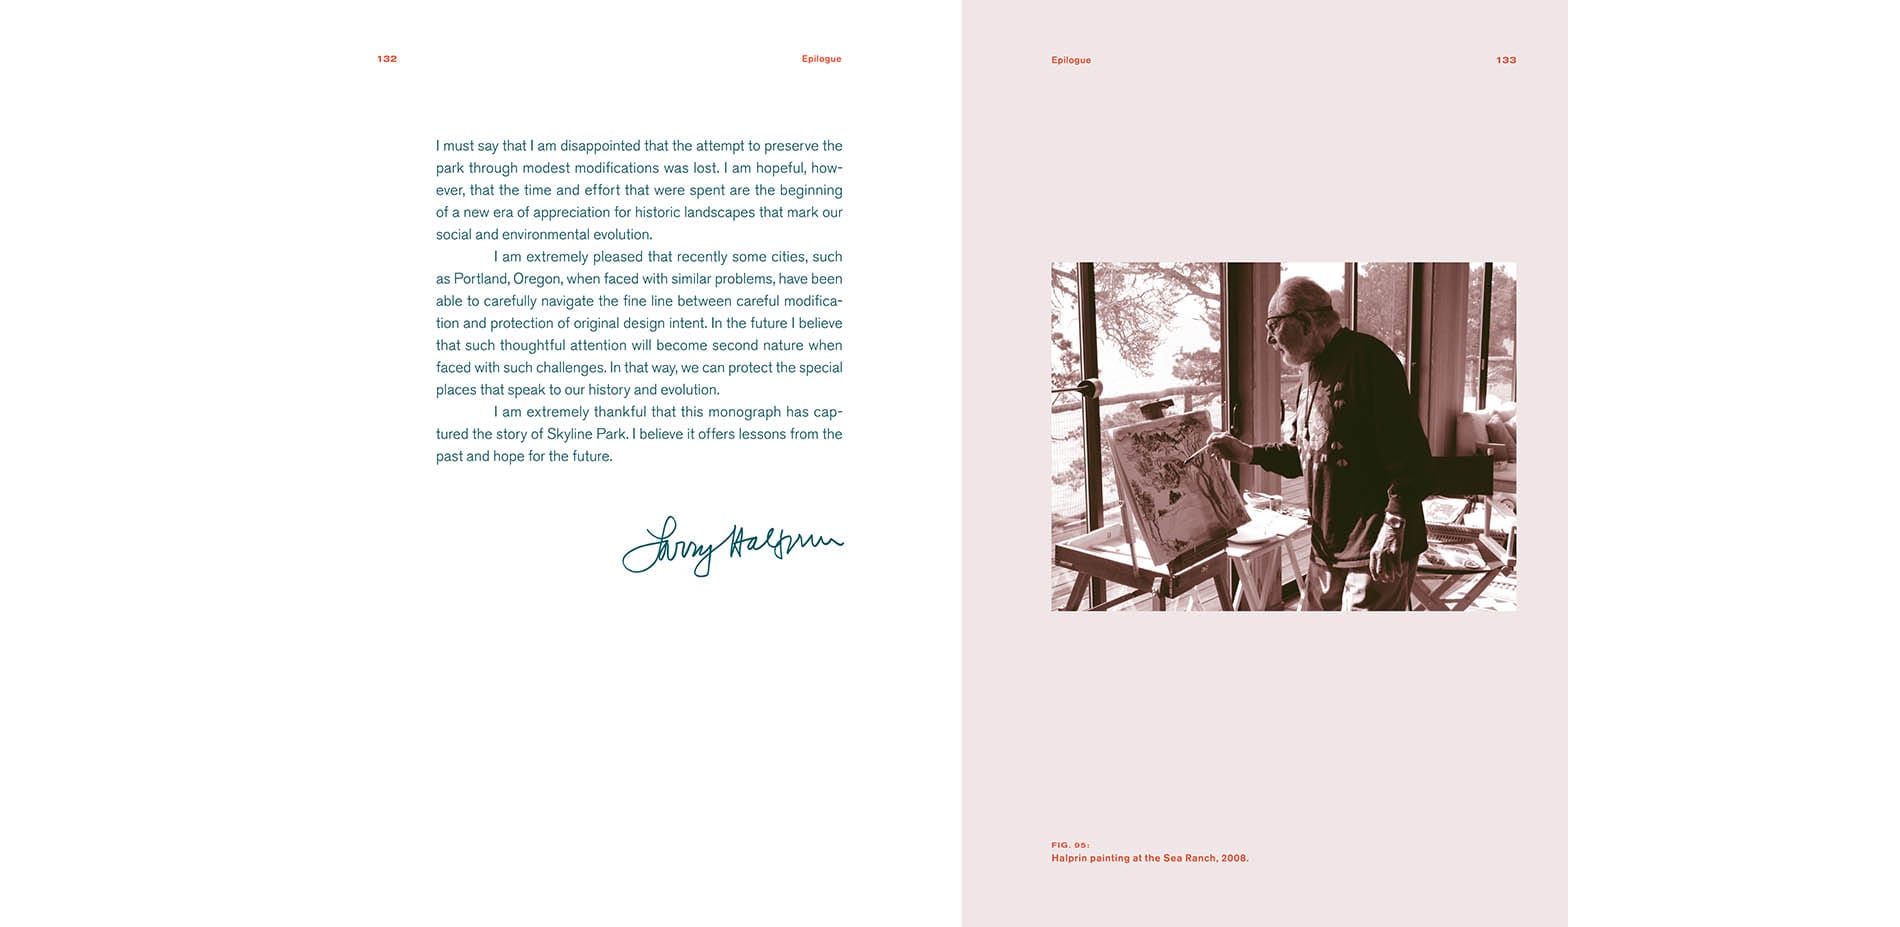 132
Epilogue
I must say that I am disappointed that the attempt to preserve the
park through modest modifications was lost. I am hopeful, how-
ever, that the time and effort that were spent are the beginning
of a new era of appreciation for historic landscapes that mark our
social and environmental evolution.
I am extremely pleased that recently some cities, such
as Portland, Oregon, when faced with similar problems, have been
able to carefully navigate the fine line between careful modifica-
tion and protection of original design intent. In the future I believe
that such thoughtful attention will become second nature when
faced with such challenges. In that way, we can protect the special
places that speak to our history and evolution.
I am extremely thankful that this monograph has cap-
tured the story of Skyline Park. I believe it offers lessons from the
past and hope for the future.
Larry Halprin
Epilogue
133
FIG. 95:
Halprin painting at the Sea Ranch, 2008.